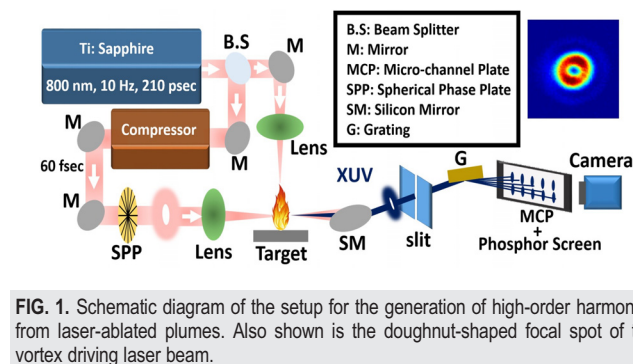 Ti: Sapphire
800 nm, 10 Hz, 210 psec
B.S
M
B.S: Beam Splitter
M: Mirror
MCP: Micro-channel Plate
SPP: Spherical Phase Plate
SM: Silicon Mirror
G: Grating
M
Compressor
M
Lens
60 fsec
M
SPP
Lens
Target
XUV
SM
slit
G
Camera
MCP
+
Phosphor Screen
FIG. 1. Schematic diagram of the setup for the generation of high-order harmon
from laser-ablated plumes. Also shown is the doughnut-shaped focal spot of
vortex driving laser beam.